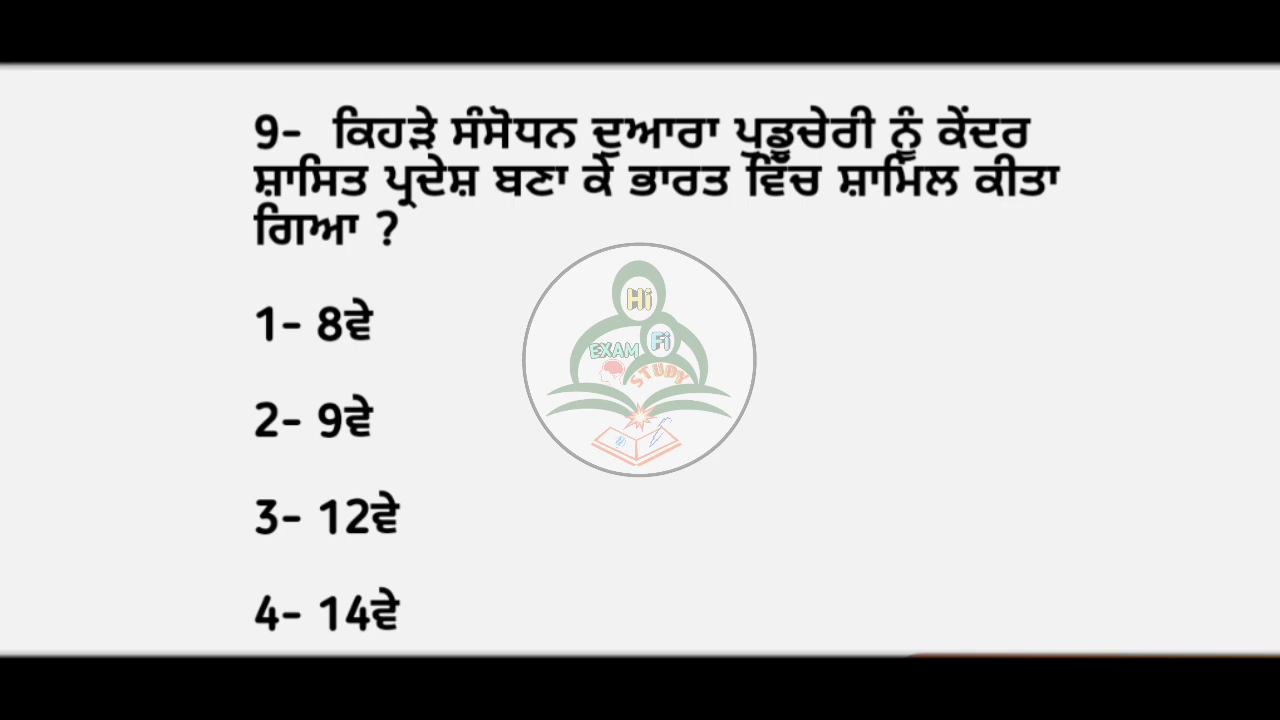 9- ਕਿਹੜੇ ਸੰਸੋਧਨ ਦੁਆਰਾ ਪੁਡੂਚੇਰੀ ਨੂੰ ਕੇਂਦਰ
ਸ਼ਾਸਿਤ ਪ੍ਰਦੇਸ਼ ਬਣਾ ਕੇ ਭਾਰਤ ਵਿੱਚ ਸ਼ਾਮਿਲ ਕੀਤਾ
ਗਿਆ ?
Hi
Fi
EXAM
STUDY
1- 8ਵੇ
2- 9ਵੇ
3- 12ਵੇ
4- 14ਵੇ